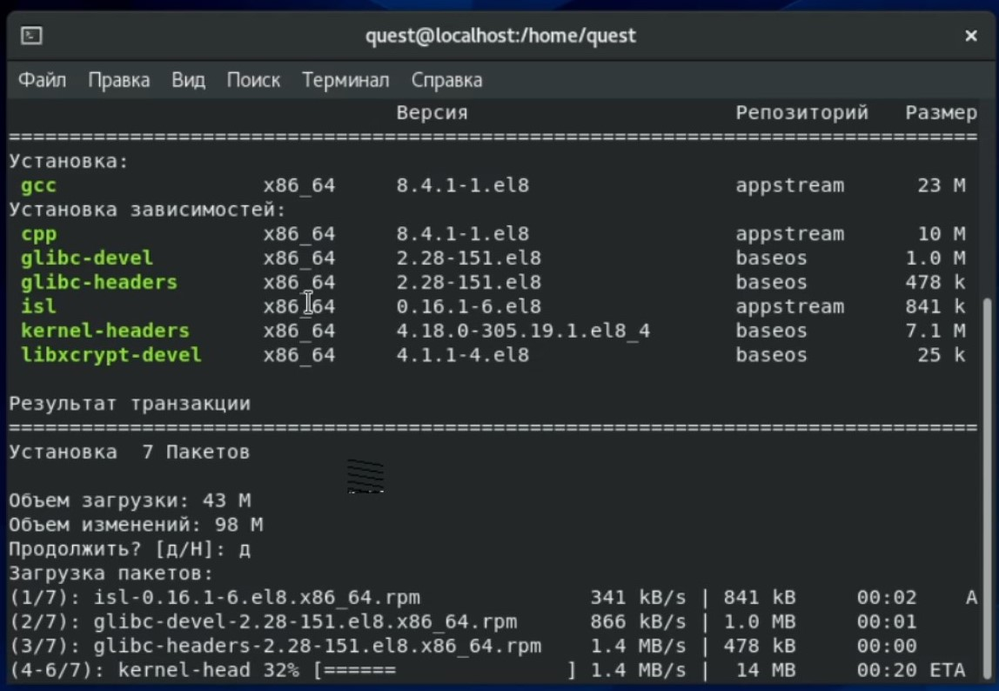 quest@localhost:/home/quest
Файл Правка Вид Поиск Терминал Справка
Версия Репозиторий Размер
================================================================================
Установка:
gcc x86_64 8.4.1-1.el8 appstream 23 M
Установка зависимостей:
cpp x86_64 8.4.1-1.el8 appstream 10 M
glibc-devel x86_64 2.28-151.el8 baseos 1.0 M
glibc-headers x86_64 2.28-151.el8 baseos 478 k
isl x86_64 0.16.1-6.el8 appstream 841 k
kernel-headers x86_64 4.18.0-305.19.1.el8_4 baseos 7.1 M
libxcrypt-devel x86_64 4.1.1-4.el8 baseos 25 k
Результат транзакции
================================================================================
Установка 7 Пакетов
Объем загрузки: 43 M
Объем изменений: 98 M
Продолжить? [д/Н]: д
Загрузка пакетов:
(1/7): isl-0.16.1-6.el8.x86_64.rpm 341 kB/s | 841 kB 00:02 A
(2/7): glibc-devel-2.28-151.el8.x86_64.rpm 866 kB/s | 1.0 MB 00:01
(3/7): glibc-headers-2.28-151.el8.x86_64.rpm 1.4 MB/s | 478 kB 00:00
(4-6/7): kernel-head 32% [====== ] 1.4 MB/s | 14 MB 00:20 ETA